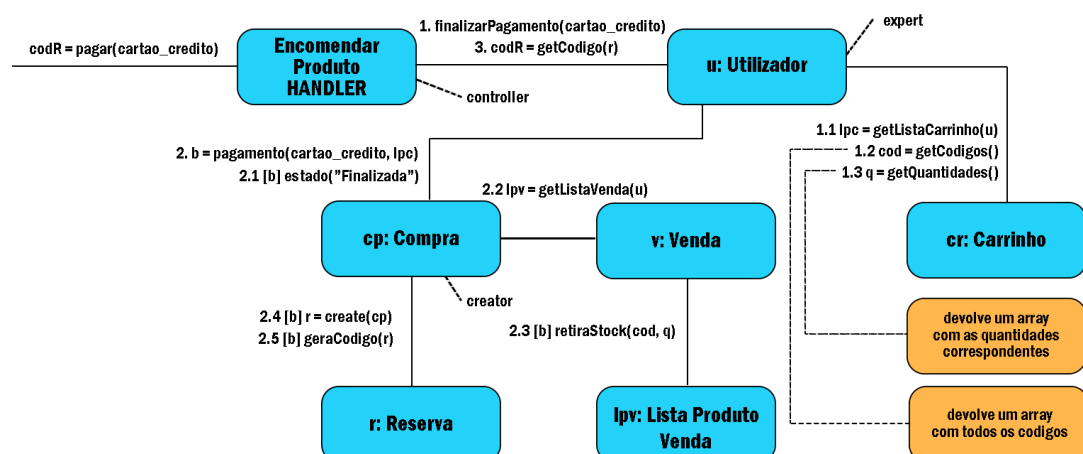 codR = pagar(cartao_credito)
Encomendar
Produto
HANDLER
controller
1. finalizarPagamento(cartao_credito)
3. codR = getCodigo(r)
u: Utilizador
expert
1.1 lpc = getListaCarrinho(u)
1.2 cod = getCodigos()
1.3 q = getQuantidades()
2. b = pagamento(cartao_credito, lpc)
2.1 [b] estado("Finalizada")
2.2 lpv = getListaVenda(u)
cp: Compra
v: Venda
cr: Carrinho
creator
2.4 [b] r = create(cp)
2.5 [b] geraCodigo(r)
2.3 [b] retiraStock(cod, q)
devolve um array
com as quantidades
correspondentes
r: Reserva
lpv: Lista Produto
Venda
devolve um array
com todos os codigos